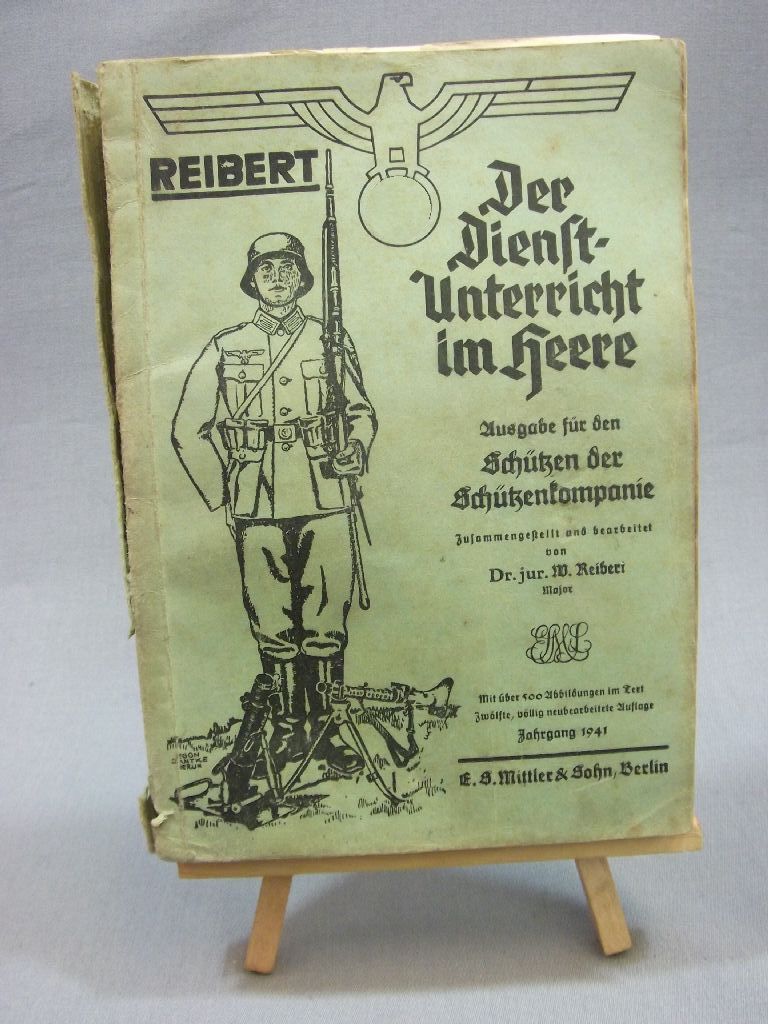 REIBERT
Der
Dienst-
Unterricht
im Heere
Ausgabe für den
Schützen der
Schützenkompanie
Zusammengestellt und bearbeitet
von
Dr. jur. W. Reibert
Major
Mit über 500 Abbildungen im Text
Zwölfte, völlig neubearbeitete Auflage
Jahrgang 1941
E. S. Mittler & Sohn, Berlin